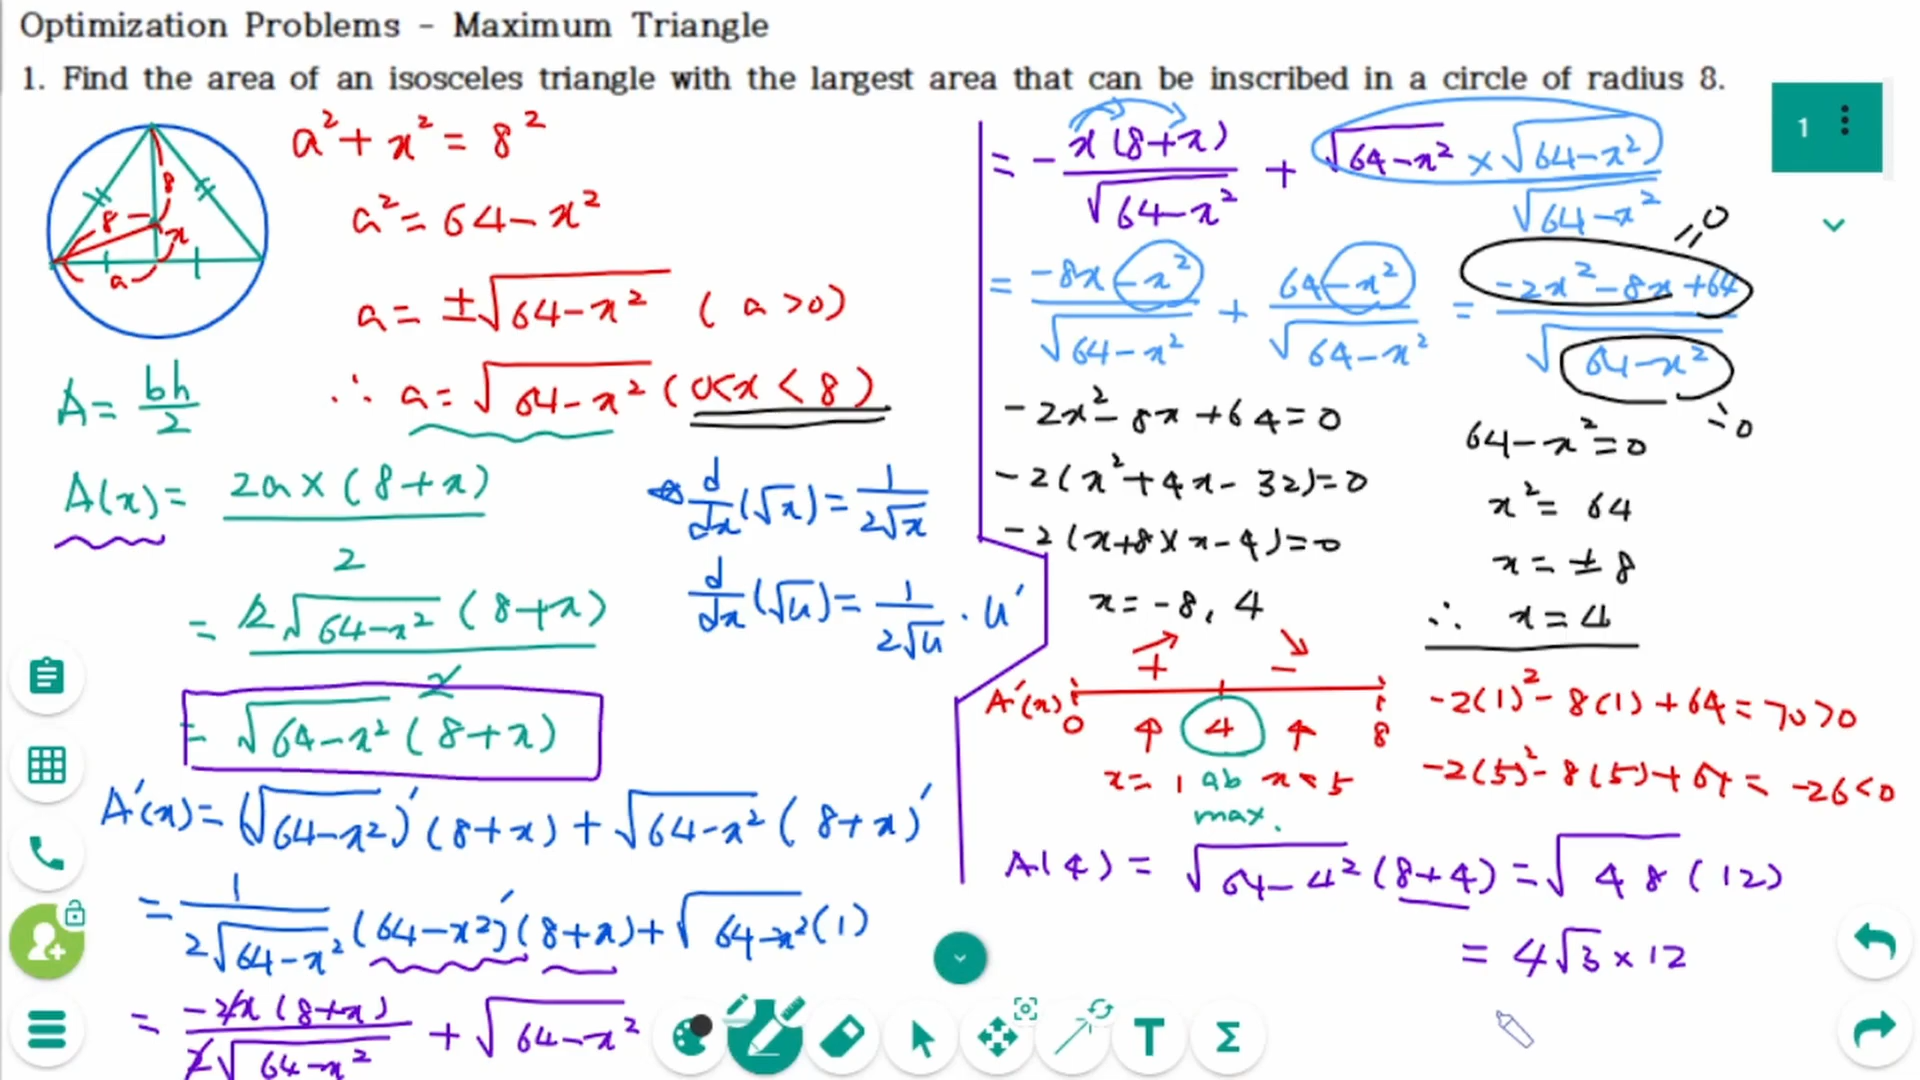 Optimization Problems - Maximum Triangle
1. Find the area of an isosceles triangle with the largest area that can be inscribed in a circle of radius 8.
1
8
8
x
a
a² + x² = 8²
a² = 64 - x²
a = ±√(64 - x²) ( a > 0 )
∴ a = √(64 - x²) ( 0 < x < 8 )
A = bh/2
A(x) = 2a × (8 + x) / 2
= 2√(64 - x²) (8 + x) / 2
= √(64 - x²) (8 + x)
d/dx (√x) = 1/(2√x)
d/dx (√u) = 1/(2√u) · u'
A'(x) = (√(64 - x²))' (8 + x) + √(64 - x²) (8 + x)'
= 1/(2√(64 - x²)) (64 - x²)' (8 + x) + √(64 - x²) (1)
= -2x (8 + x) / (2√(64 - x²)) + √(64 - x²)
= - x (8 + x) / √(64 - x²) + √(64 - x²) × √(64 - x²) / √(64 - x²)
= (-8x - x²) / √(64 - x²) + (64 - x²) / √(64 - x²) = (-2x² - 8x + 64) / √(64 - x²)
= 0
= 0
-2x² - 8x + 64 = 0
-2(x² + 4x - 32) = 0
-2(x + 8)(x - 4) = 0
x = -8, 4
64 - x² = 0
x² = 64
x = ± 8
∴ x = 4
+ -
A'(x)
0 4 8
x = 1 ab x = 5
max.
-2(1)² - 8(1) + 64 = 70 > 0
-2(5)² - 8(5) + 64 = -26 < 0
A(4) = √(64 - 4²) (8 + 4) = √48 (12)
= 4√3 × 12
T
Σ